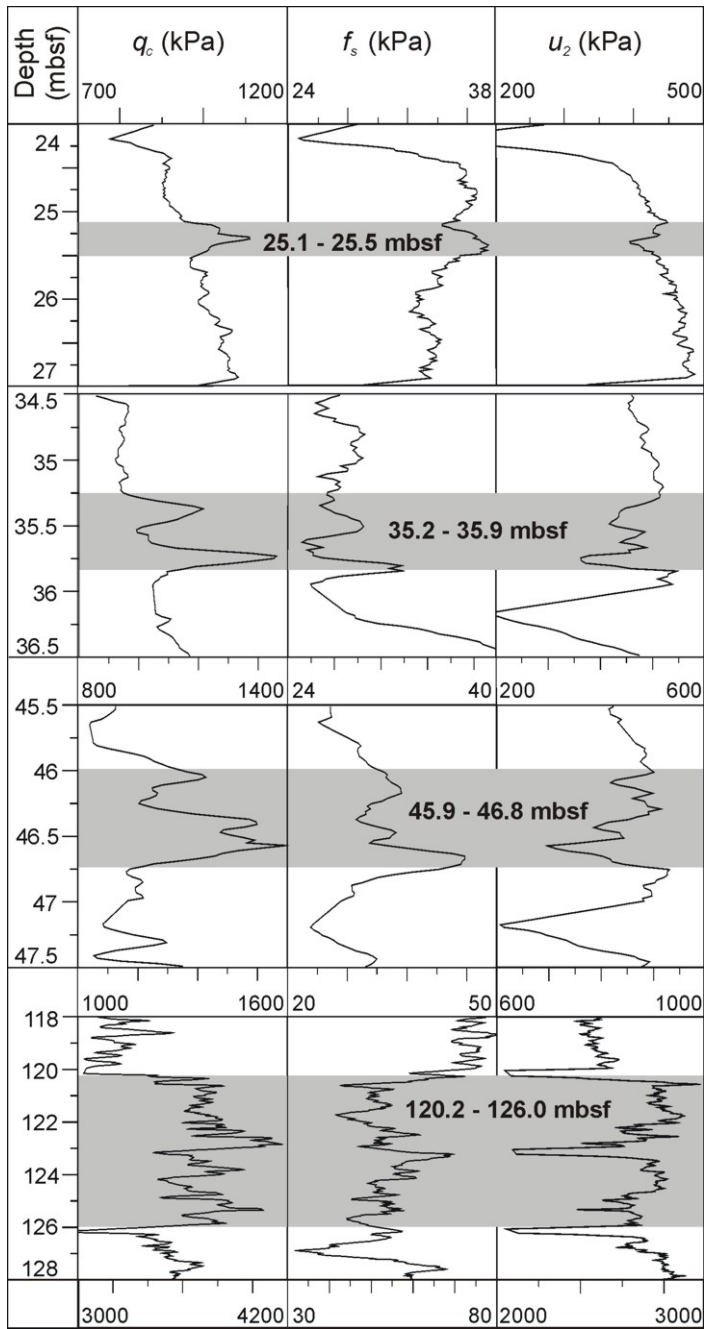 Depth (mbsf) qc (kPa) fs (kPa) u2 (kPa)
700 1200 24 38 200 500
24
25
25.1 - 25.5 mbsf
26
27
34.5
35
35.5
35.2 - 35.9 mbsf
36
36.5
800 1400 24 40 200 600
45.5
46
45.9 - 46.8 mbsf
46.5
47
47.5
1000 1600 20 50 600 1000
118
120
120.2 - 126.0 mbsf
122
124
126
128
3000 4200 30 80 2000 3000